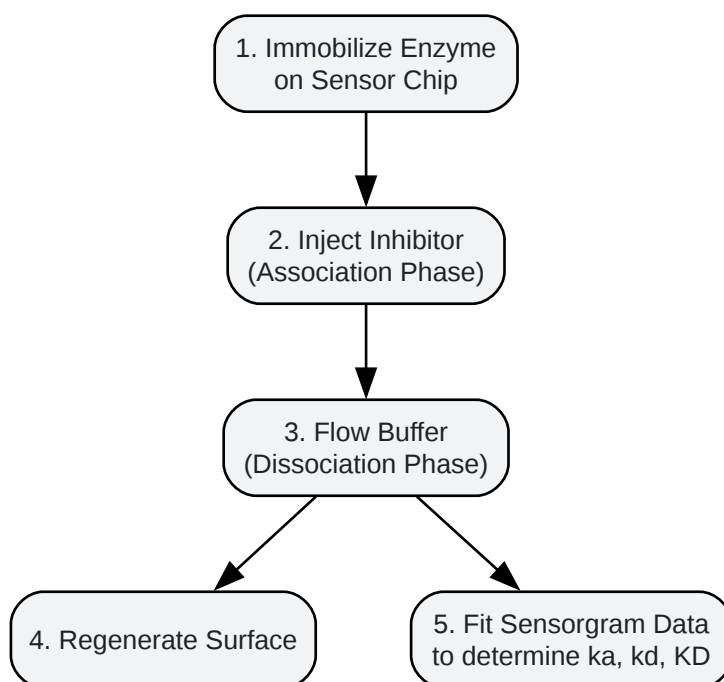 1. Immobilize Enzyme
on Sensor Chip
2. Inject Inhibitor
(Association Phase)
3. Flow Buffer
(Dissociation Phase)
4. Regenerate Surface
5. Fit Sensorgram Data
to determine ka, kd, KD